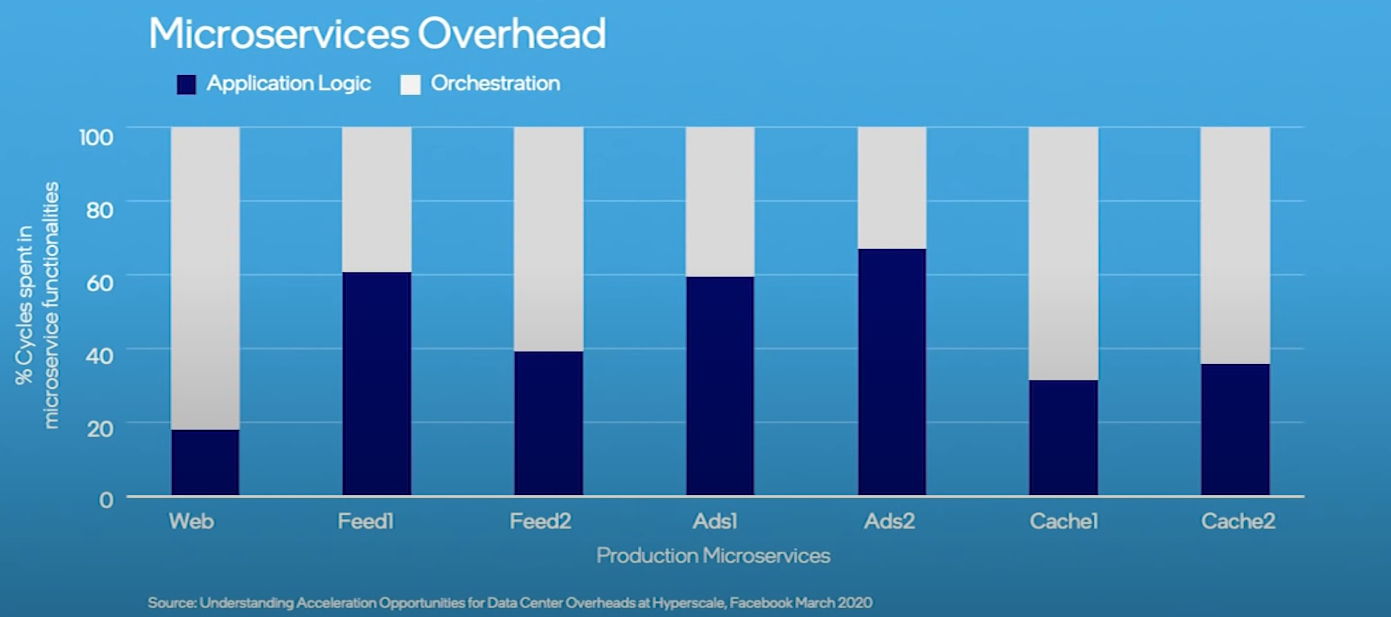 Microservices Overhead
Application Logic
Orchestration
100
80
60
40
20
0
% Cycles spent in
microservice functionalities
Web
Feed1
Feed2
Ads1
Ads2
Cache1
Cache2
Production Microservices
Source: Understanding Acceleration Opportunities for Data Center Overheads at Hyperscale, Facebook March 2020